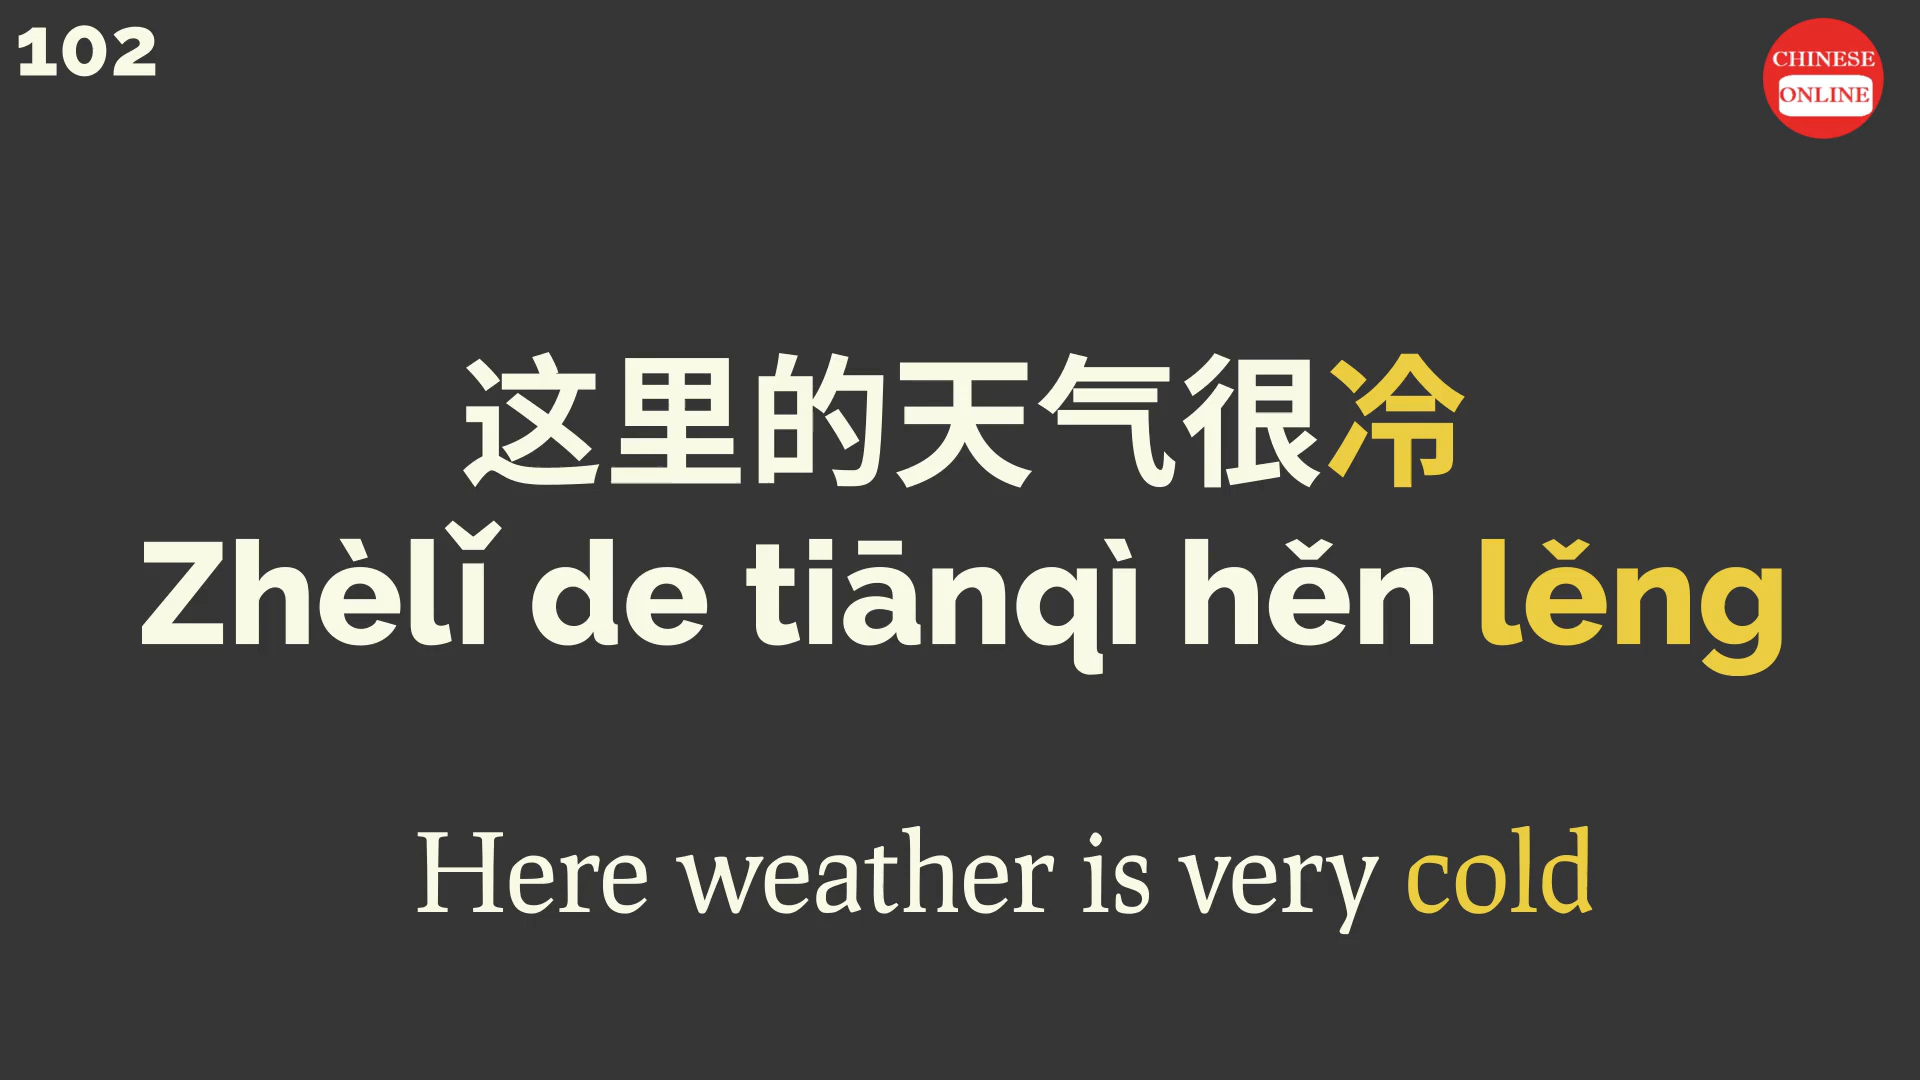 102
CHINESE
ONLINE
这里的天气很冷
Zhèlǐ de tiānqì hěn lěng
Here weather is very cold